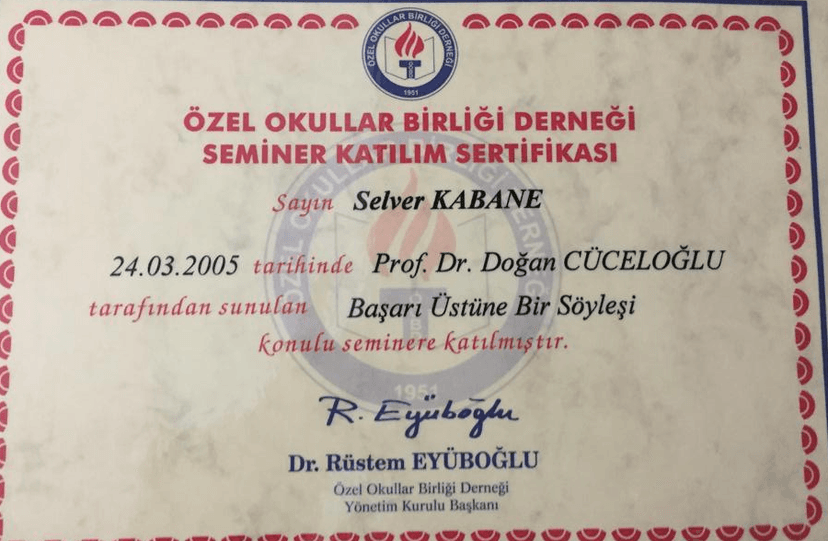 ÖZEL OKULLAR BİRLİĞİ DERNEĞİ
1951
ÖZEL OKULLAR BİRLİĞİ DERNEĞİ
SEMİNER KATILIM SERTİFİKASI
Sayın Selver KABANE
24.03.2005 tarihinde Prof. Dr. Doğan CÜCELOĞLU
tarafından sunulan Başarı Üstüne Bir Söyleşi
konulu seminere katılmıştır.
1951
R. Eyüboğlu
Dr. Rüstem EYÜBOĞLU
Özel Okullar Birliği Derneği
Yönetim Kurulu Başkanı